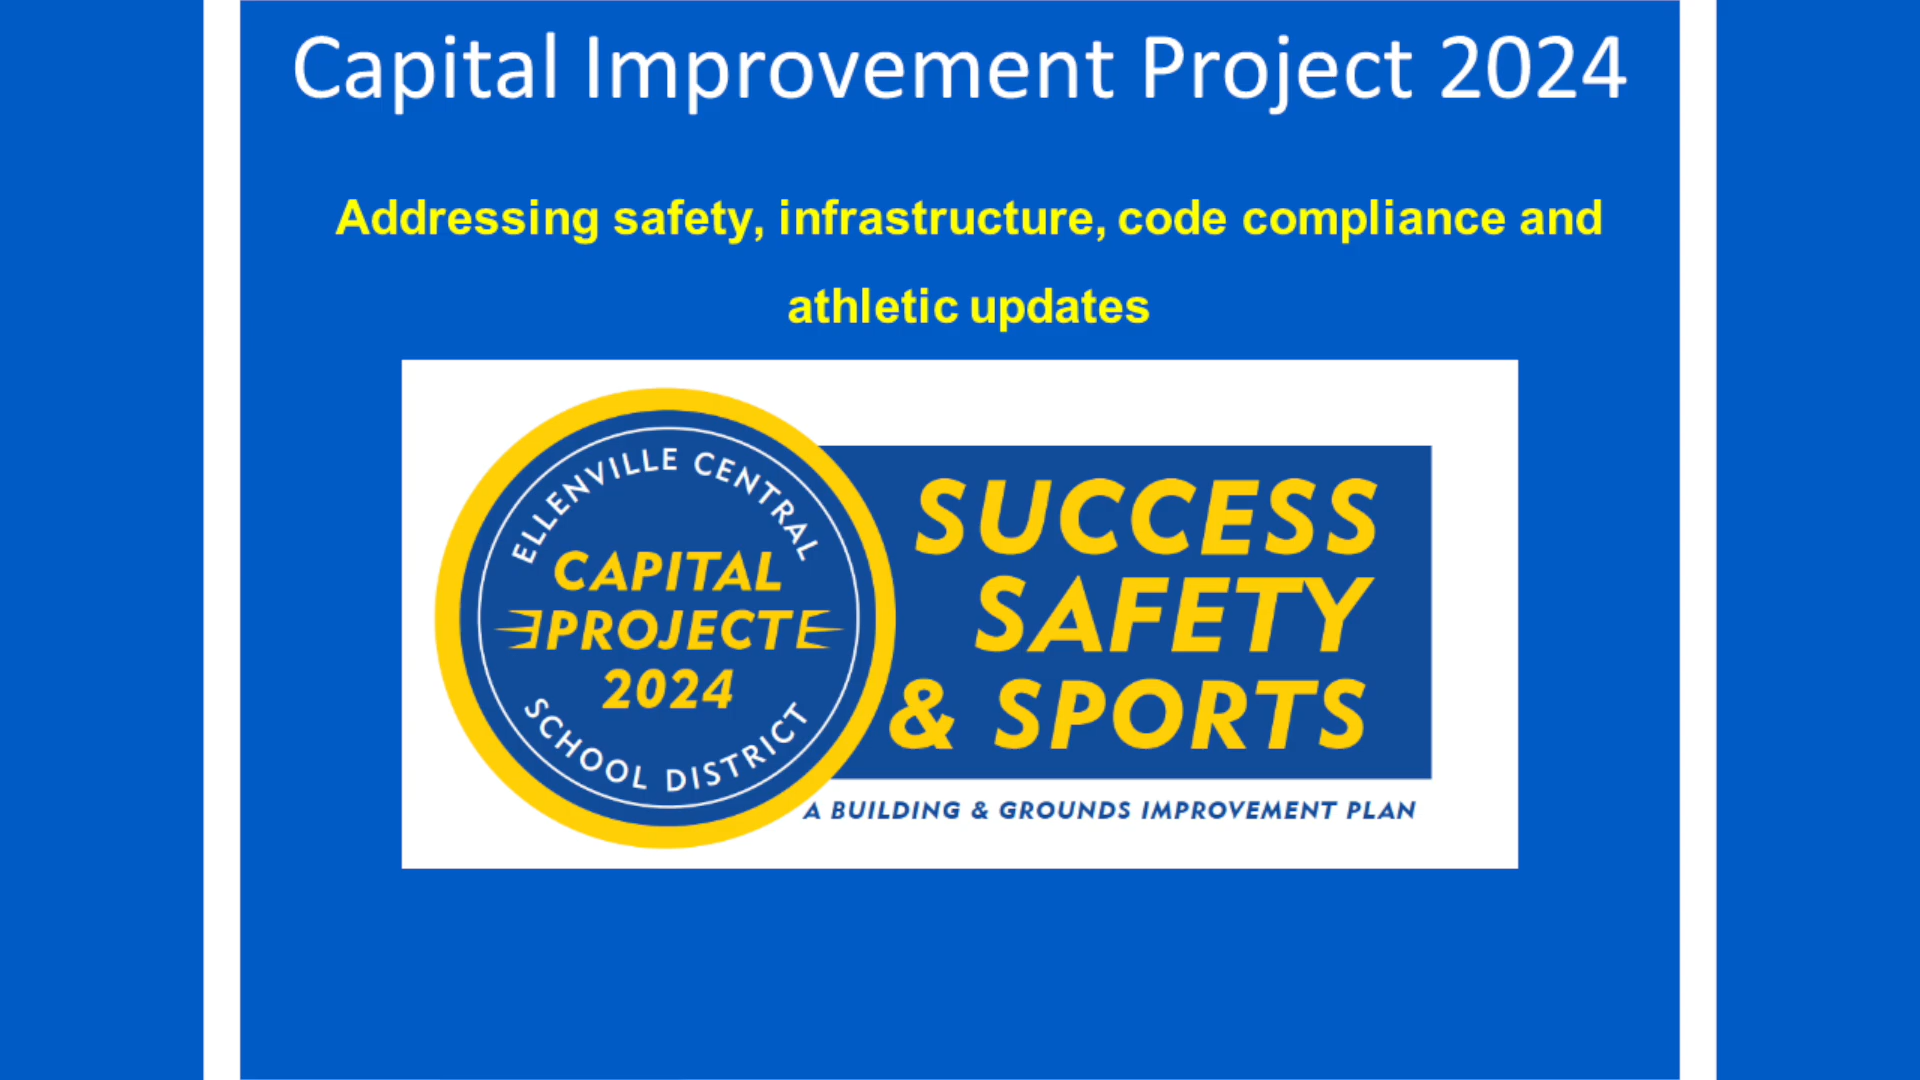 Capital Improvement Project 2024
Addressing safety, infrastructure, code compliance and
athletic updates
ELLENVILLE CENTRAL
CAPITAL
EPROJECTE
2024
SCHOOL DISTRICT
SUCCESS
SAFETY
& SPORTS
A BUILDING & GROUNDS IMPROVEMENT PLAN